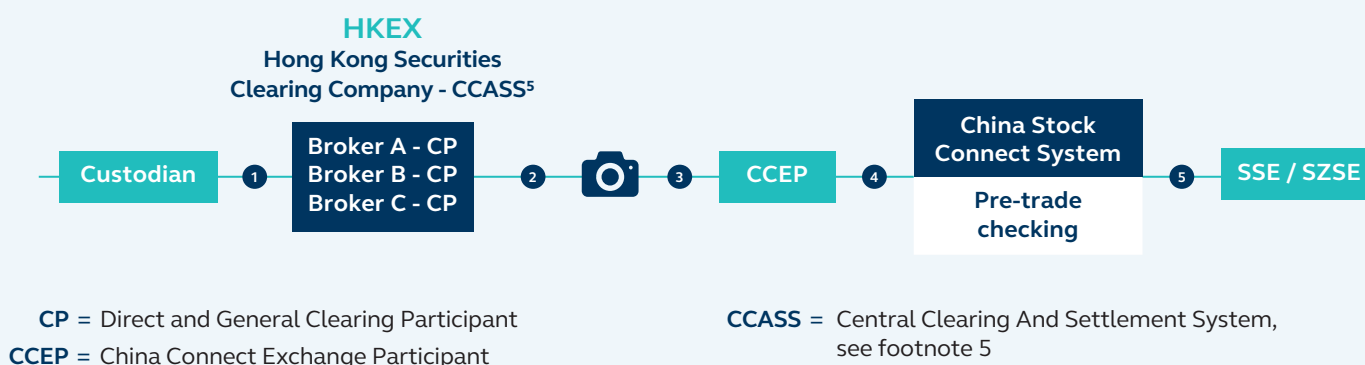 HKEX
Hong Kong Securities
Clearing Company - CCASS⁵
Custodian
1
Broker A - CP
Broker B - CP
Broker C - CP
2
3
CCEP
4
China Stock
Connect System
Pre-trade
checking
5
SSE / SZSE
CP = Direct and General Clearing Participant
CCEP = China Connect Exchange Participant
CCASS = Central Clearing And Settlement System,
see footnote 5